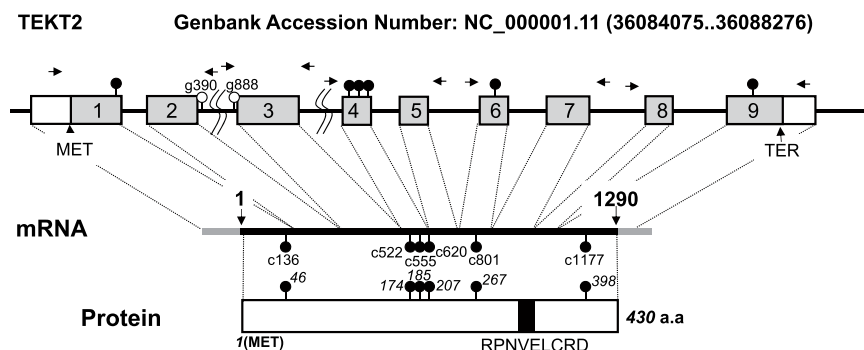 TEKT2 Genbank Accession Number: NC_000001.11 (36084075..36088276)
g390 g888
1 2 3 4 5 6 7 8 9
MET TER
1 1290
mRNA
c136 c522 c555 c620 c801 c1177
46 174 185 207 267 398
Protein 430 a.a
1(MET) RPNVELCRD